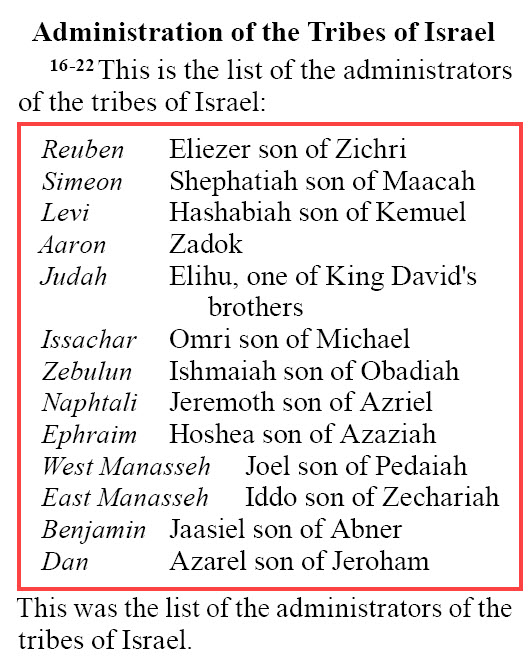 Administration of the Tribes of Israel
16-22 This is the list of the administrators
of the tribes of Israel:
Reuben Eliezer son of Zichri
Simeon Shephatiah son of Maacah
Levi Hashabiah son of Kemuel
Aaron Zadok
Judah Elihu, one of King David's
brothers
Issachar Omri son of Michael
Zebulun Ishmaiah son of Obadiah
Naphtali Jeremoth son of Azriel
Ephraim Hoshea son of Azaziah
West Manasseh Joel son of Pedaiah
East Manasseh Iddo son of Zechariah
Benjamin Jaasiel son of Abner
Dan Azarel son of Jeroham
This was the list of the administrators of the
tribes of Israel.